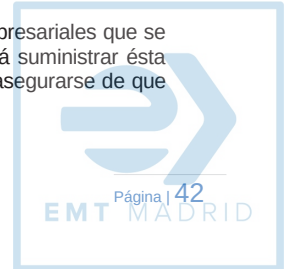 presariales que se
á suministrar ésta
asegurarse de que
Página | 42
EMT MADRID